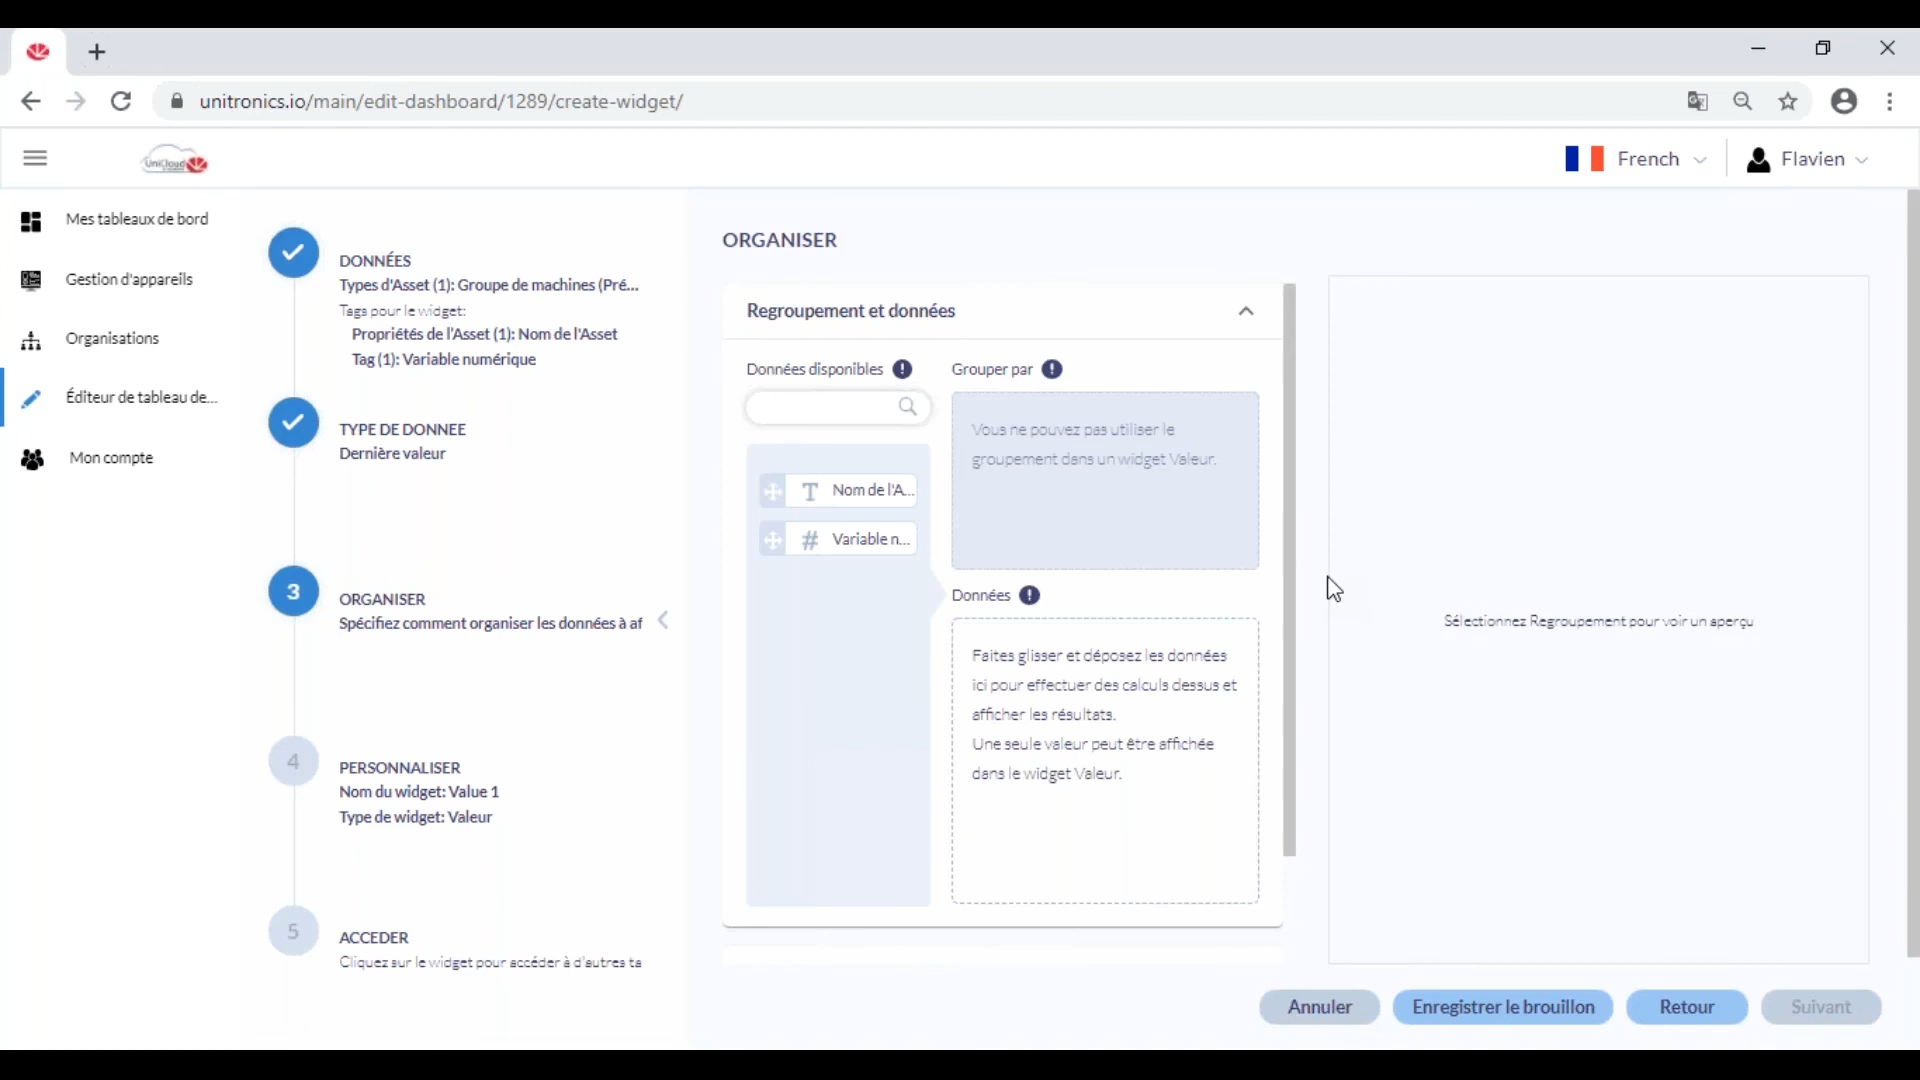 unitronics.io/main/edit-dashboard/1289/create-widget/
UniCloud
French
Flavien
Mes tableaux de bord
Gestion d'appareils
Organisations
Éditeur de tableau de...
Mon compte
DONNÉES
Types d'Asset (1): Groupe de machines (Pré...
Tags pour le widget:
Propriétés de l'Asset (1): Nom de l'Asset
Tag (1): Variable numérique
TYPE DE DONNEE
Dernière valeur
3
ORGANISER
Spécifiez comment organiser les données à af
4
PERSONNALISER
Nom du widget: Value 1
Type de widget: Valeur
5
ACCEDER
Cliquez sur le widget pour accéder à d'autres ta
ORGANISER
Regroupement et données
Données disponibles
Nom de l'A...
Variable n...
Grouper par
Vous ne pouvez pas utiliser le
groupement dans un widget Valeur.
Données
Faites glisser et déposez les données
ici pour effectuer des calculs dessus et
afficher les résultats.
Une seule valeur peut être affichée
dans le widget Valeur.
Sélectionnez Regroupement pour voir un aperçu
Annuler
Enregistrer le brouillon
Retour
Suivant